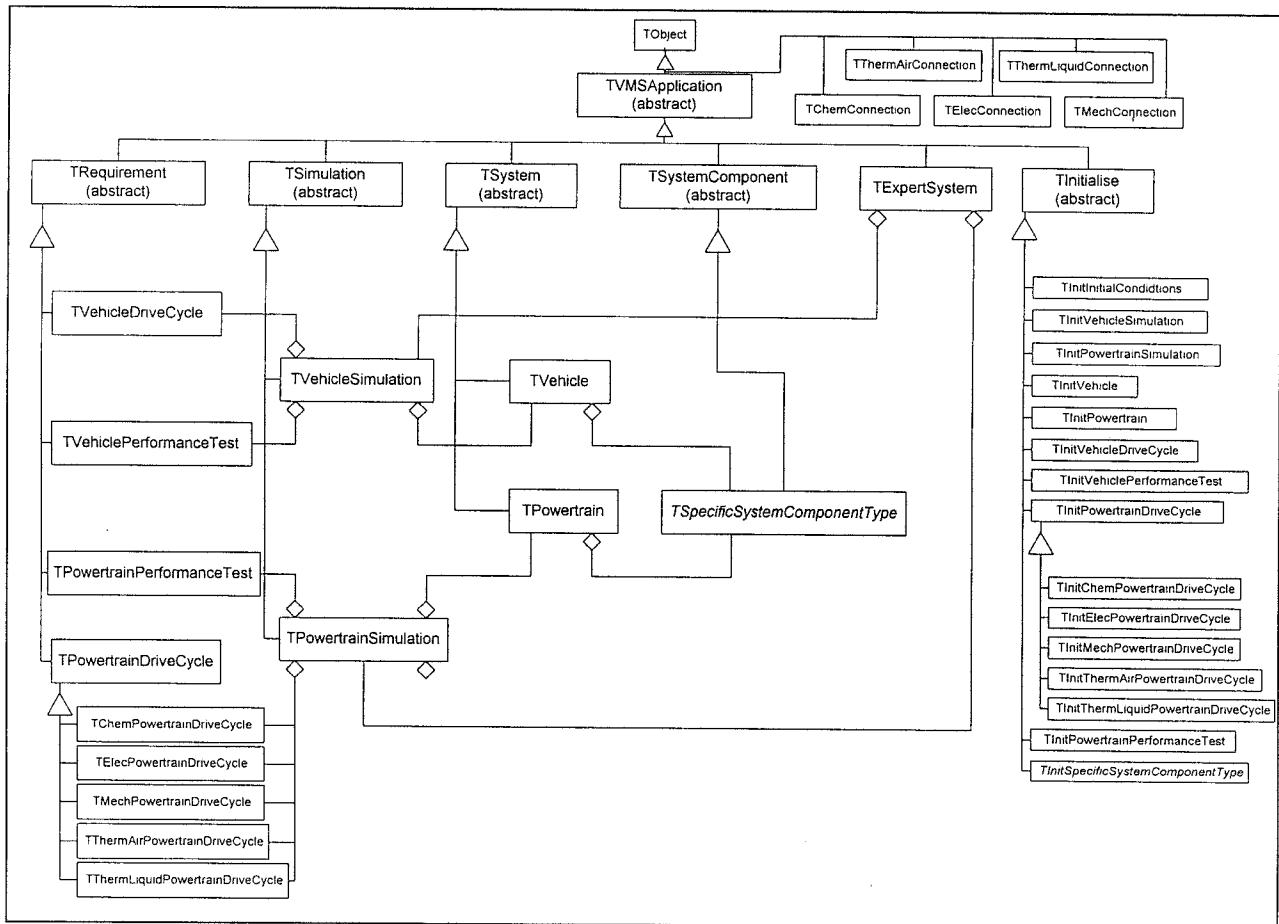 TObject
TVMSApplication
(abstract)
TThermAirConnection
TThermLiquidConnection
TChemConnection
TElecConnection
TMechConnection
TRequirement
(abstract)
TSimulation
(abstract)
TSystem
(abstract)
TSystemComponent
(abstract)
TExpertSystem
TInitialise
(abstract)
TVehicleDriveCycle
TVehicleSimulation
TVehicle
TVehiclePerformanceTest
TPowertrain
TSpecificSystemComponentType
TPowertrainPerformanceTest
TPowertrainSimulation
TPowertrainDriveCycle
TChemPowertrainDriveCycle
TElecPowertrainDriveCycle
TMechPowertrainDriveCycle
TThermAirPowertrainDriveCycle
TThermLiquidPowertrainDriveCycle
TInitInitialCondidtions
TInitVehicleSimulation
TInitPowertrainSimulation
TInitVehicle
TInitPowertrain
TInitVehicleDriveCycle
TInitVehiclePerformanceTest
TInitPowertrainDriveCycle
TInitChemPowertrainDriveCycle
TInitElecPowertrainDriveCycle
TInitMechPowertrainDriveCycle
TInitThermAirPowertrainDriveCycle
TInitThermLiquidPowertrainDriveCycle
TInitPowertrainPerformanceTest
TInitSpecificSystemComponentType